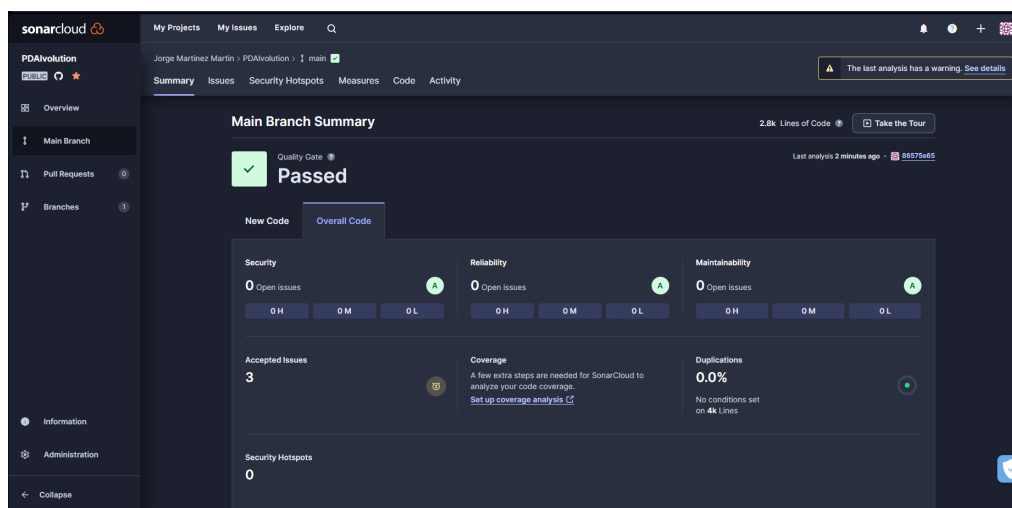 sonarcloud
My Projects My Issues Explore
PDAlvolution
PUBLIC
Jorge Martinez Martin > PDAlvolution > main
The last analysis has a warning. See details
Summary Issues Security Hotspots Measures Code Activity
Overview
Main Branch
Pull Requests 0
Branches 1
Information
Administration
Collapse
Main Branch Summary
2.8k Lines of Code ?
Take the Tour
Quality Gate ?
Passed
Last analysis 2 minutes ago • 86575e65
New Code Overall Code
Security
0 Open issues A
0 H 0 M 0 L
Reliability
0 Open issues A
0 H 0 M 0 L
Maintainability
0 Open issues A
0 H 0 M 0 L
Accepted Issues
3
Coverage
A few extra steps are needed for SonarCloud to
analyze your code coverage.
Set up coverage analysis
Duplications
0.0%
No conditions set
on 4k Lines
Security Hotspots
0